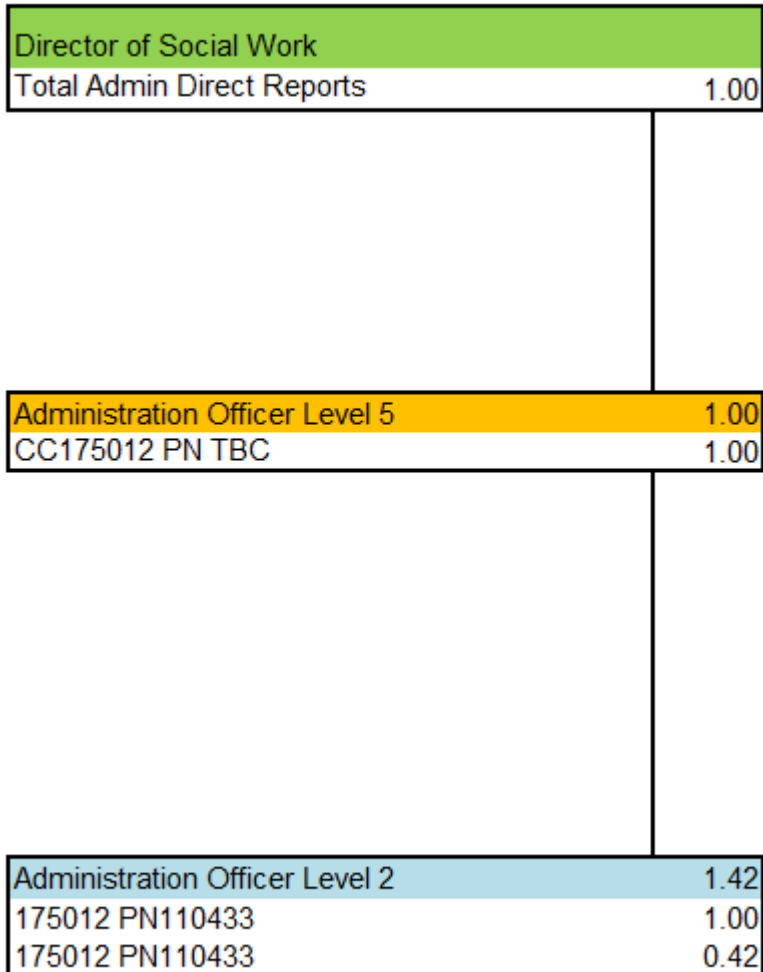 Director of Social Work
Total Admin Direct Reports 1.00
Administration Officer Level 5 1.00
CC175012 PN TBC 1.00
Administration Officer Level 2 1.42
175012 PN110433 1.00
175012 PN110433 0.42